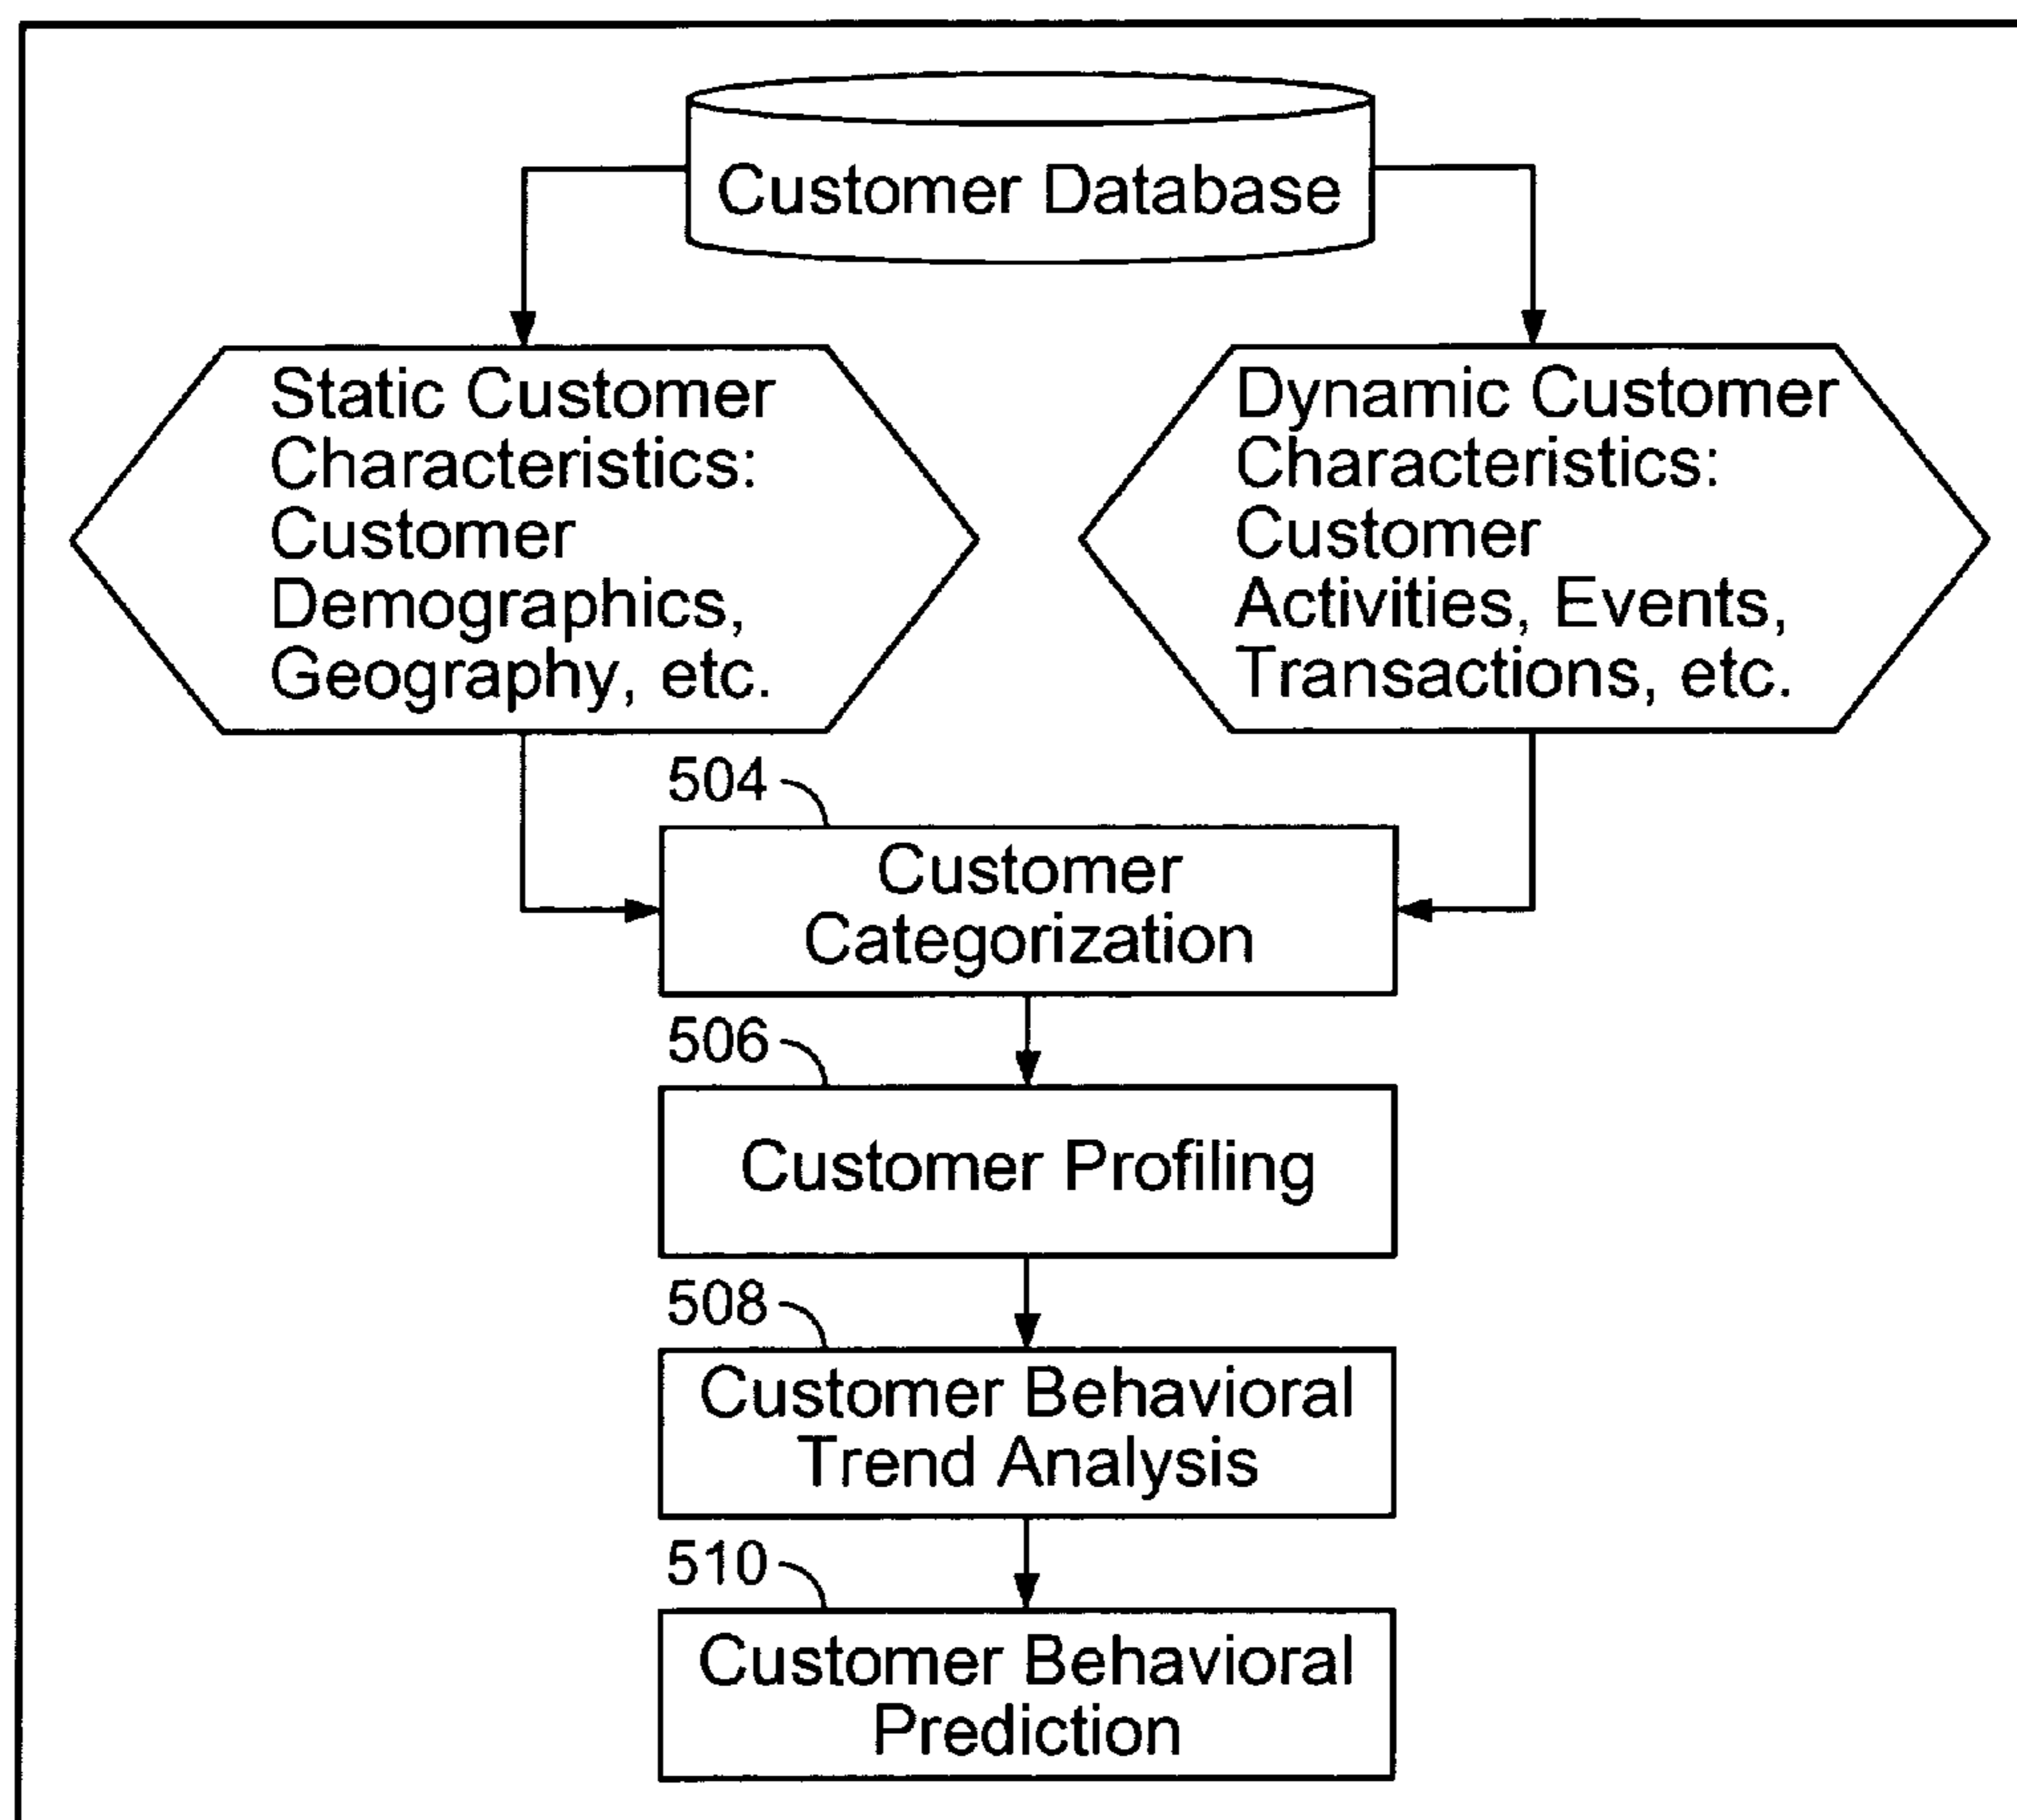 Customer Database
Static Customer
Characteristics:
Customer
Demographics,
Geography, etc.
Dynamic Customer
Characteristics:
Customer
Activities, Events,
Transactions, etc.
504
Customer
Categorization
506
Customer Profiling
508
Customer Behavioral
Trend Analysis
510
Customer Behavioral
Prediction